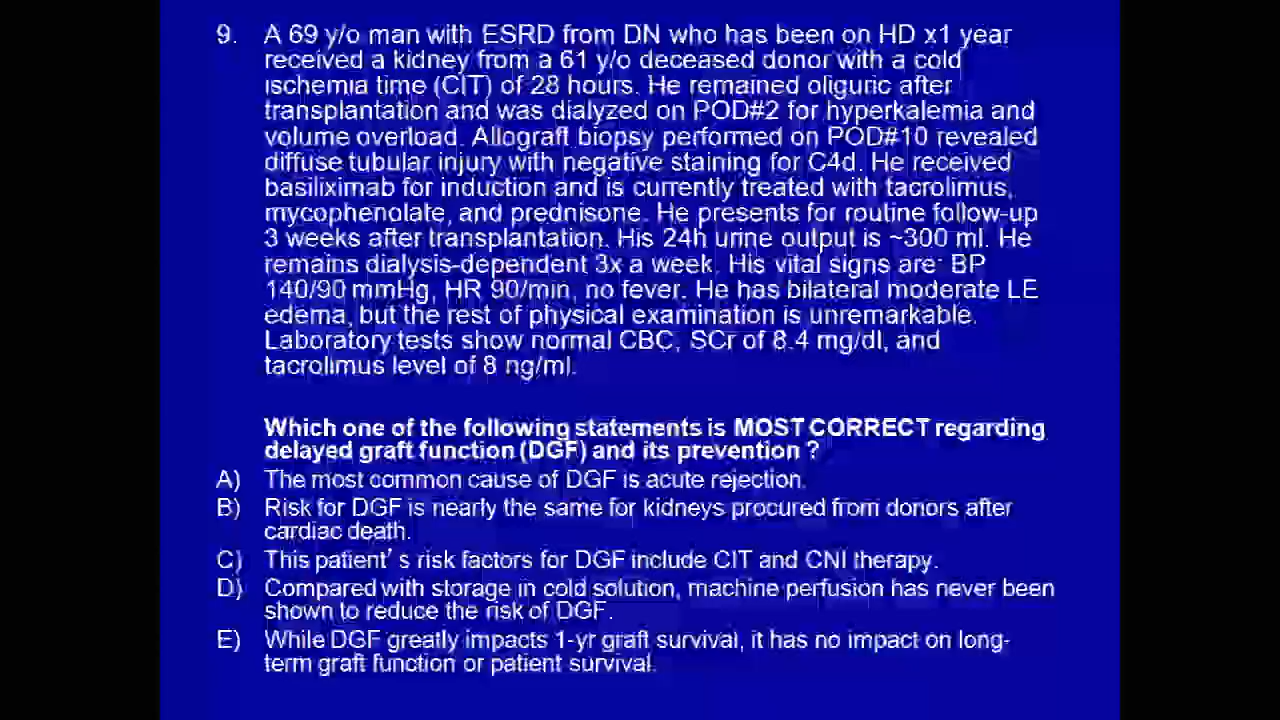 9. A 69 y/o man with ESRD from DN who has been on HD x1 year
received a kidney from a 61 y/o deceased donor with a cold
ischemia time (CIT) of 28 hours. He remained oliguric after
transplantation and was dialyzed on POD#2 for hyperkalemia and
volume overload. Allograft biopsy performed on POD#10 revealed
diffuse tubular injury with negative staining for C4d. He received
basiliximab for induction and is currently treated with tacrolimus,
mycophenolate, and prednisone. He presents for routine follow-up
3 weeks after transplantation. His 24h urine output is ~300 ml. He
remains dialysis-dependent 3x a week. His vital signs are: BP
140/90 mmHg, HR 90/min, no fever. He has bilateral moderate LE
edema, but the rest of physical examination is unremarkable.
Laboratory tests show normal CBC, SCr of 8.4 mg/dl, and
tacrolimus level of 8 ng/ml.
Which one of the following statements is MOST CORRECT regarding
delayed graft function (DGF) and its prevention ?
A) The most common cause of DGF is acute rejection.
B) Risk for DGF is nearly the same for kidneys procured from donors after
cardiac death.
C) This patient’s risk factors for DGF include CIT and CNI therapy.
D) Compared with storage in cold solution, machine perfusion has never been
shown to reduce the risk of DGF.
E) While DGF greatly impacts 1-yr graft survival, it has no impact on long-
term graft function or patient survival.